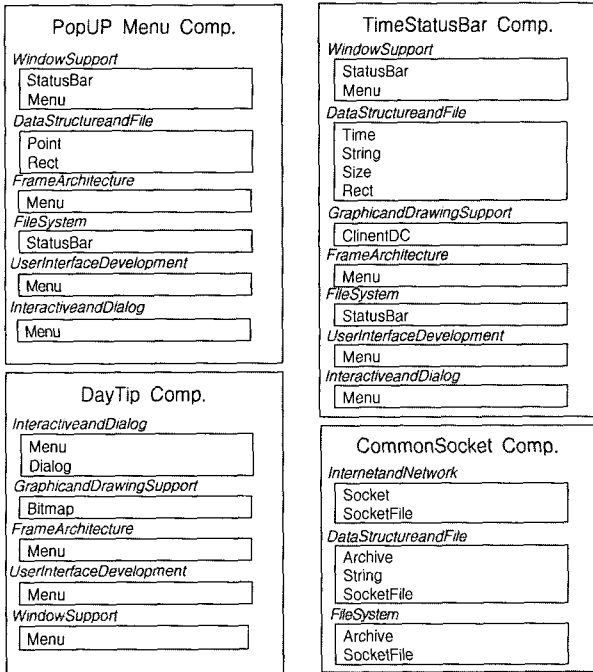 PopUP Menu Comp.
WindowSupport
StatusBar
Menu
DataStructureandFile
Point
Rect
FrameArchitecture
Menu
FileSystem
StatusBar
UserInterfaceDevelopment
Menu
InteractiveandDialog
Menu
DayTip Comp.
InteractiveandDialog
Menu
Dialog
GraphicandDrawingSupport
Bitmap
FrameArchitecture
Menu
UserInterfaceDevelopment
Menu
WindowSupport
Menu
TimeStatusBar Comp.
WindowSupport
StatusBar
Menu
DataStructureandFile
Time
String
Size
Rect
GraphicandDrawingSupport
ClinentDC
FrameArchitecture
Menu
FileSystem
StatusBar
UserInterfaceDevelopment
Menu
InteractiveandDialog
Menu
CommonSocket Comp.
InternetandNetwork
Socket
SocketFile
DataStructureandFile
Archive
String
SocketFile
FileSystem
Archive
SocketFile